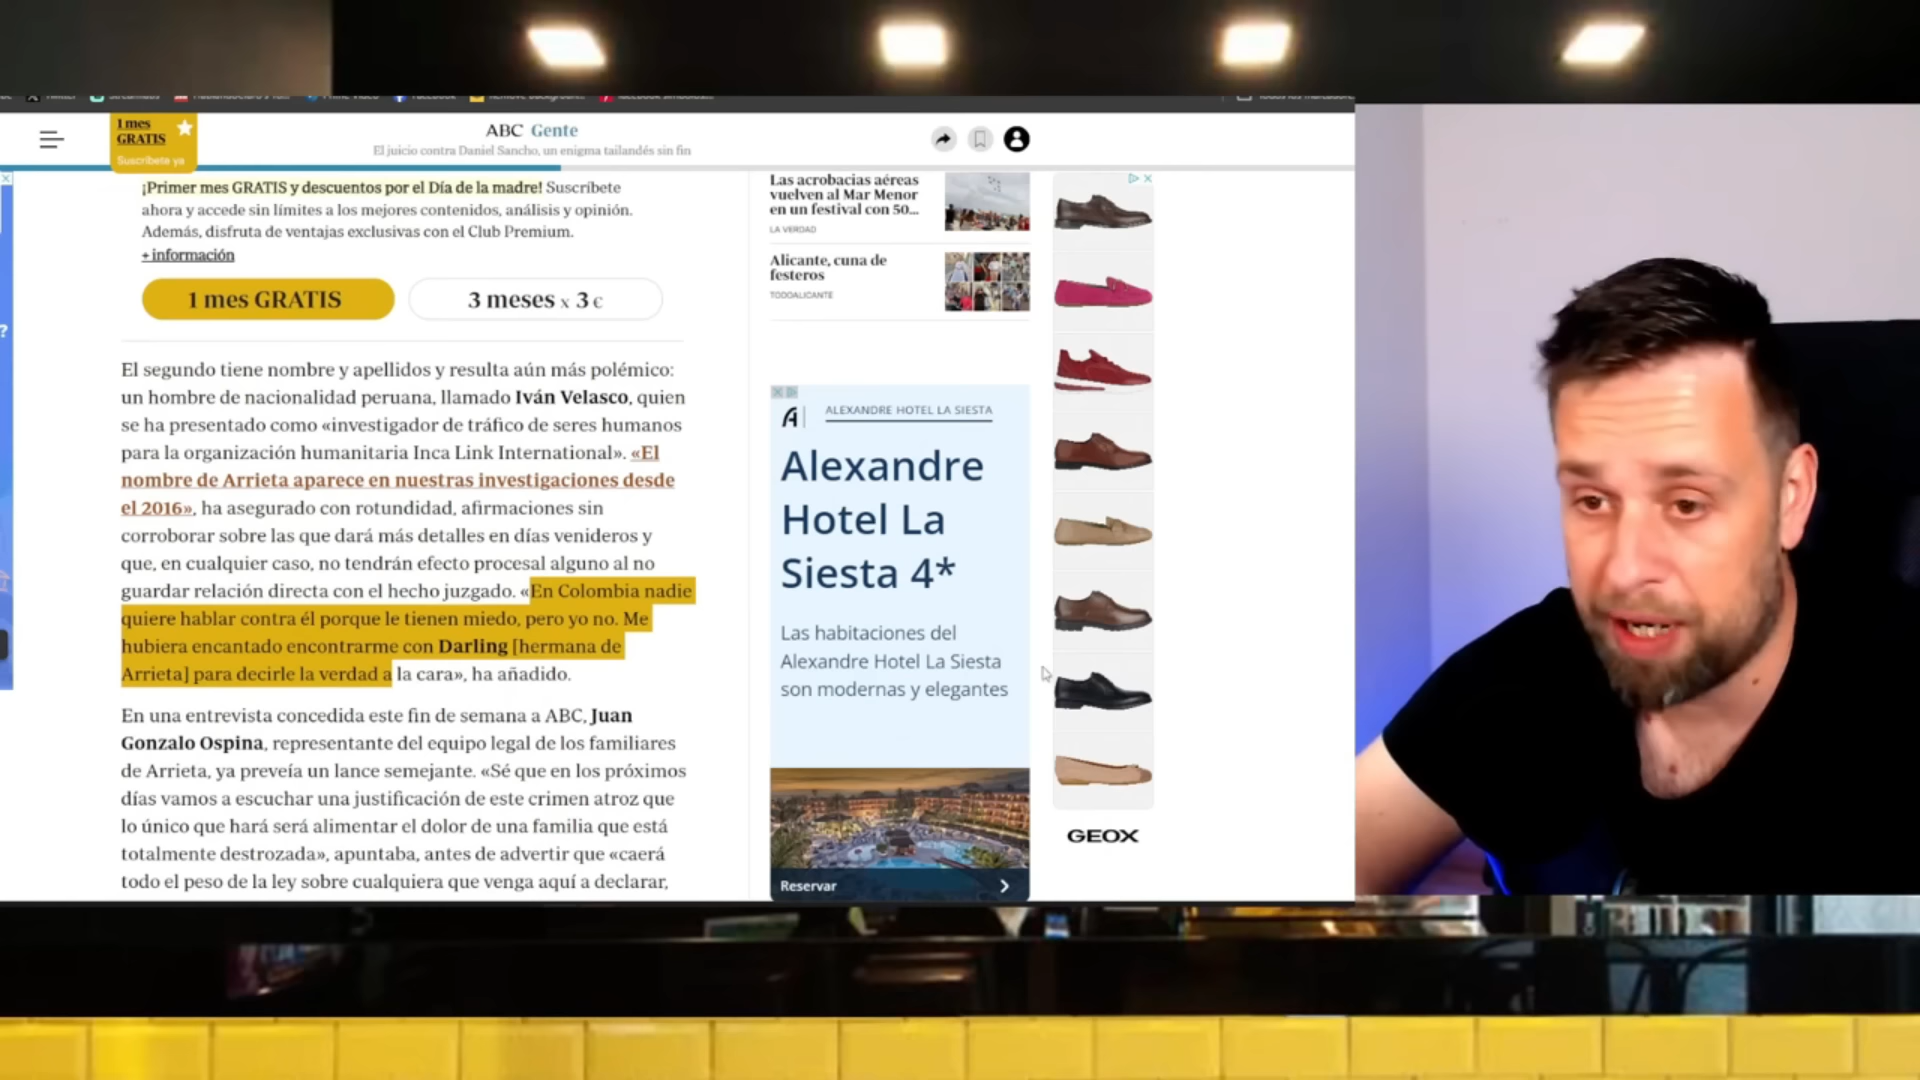 1 mes
GRATIS
Suscríbete ya
ABC Gente
El juicio contra Daniel Sancho, un enigma tailandés sin fin
¡Primer mes GRATIS y descuentos por el Día de la madre! Suscríbete
ahora y accede sin límites a los mejores contenidos, análisis y opinión.
Además, disfruta de ventajas exclusivas con el Club Premium.
+ información
1 mes GRATIS
3 meses x 3 €
El segundo tiene nombre y apellidos y resulta aún más polémico:
un hombre de nacionalidad peruana, llamado Iván Velasco, quien
se ha presentado como «investigador de tráfico de seres humanos
para la organización humanitaria Inca Link International». «El
nombre de Arrieta aparece en nuestras investigaciones desde
el 2016», ha asegurado con rotundidad, afirmaciones sin
corroborar sobre las que dará más detalles en días venideros y
que, en cualquier caso, no tendrán efecto procesal alguno al no
guardar relación directa con el hecho juzgado. «En Colombia nadie
quiere hablar contra él porque le tienen miedo, pero yo no. Me
hubiera encantado encontrarme con Darling [hermana de
Arrieta] para decirle la verdad a la cara», ha añadido.
En una entrevista concedida este fin de semana a ABC, Juan
Gonzalo Ospina, representante del equipo legal de los familiares
de Arrieta, ya preveía un lance semejante. «Sé que en los próximos
días vamos a escuchar una justificación de este crimen atroz que
lo único que hará será alimentar el dolor de una familia que está
totalmente destrozada», apuntaba, antes de advertir que «caerá
todo el peso de la ley sobre cualquiera que venga aquí a declarar,
Las acrobacias aéreas
vuelven al Mar Menor
en un festival con 50...
LA VERDAD
Alicante, cuna de
festeros
TODOALICANTE
ALEXANDRE HOTEL LA SIESTA
Alexandre
Hotel La
Siesta 4*
Las habitaciones del
Alexandre Hotel La Siesta
son modernas y elegantes
Reservar
GEOX
?